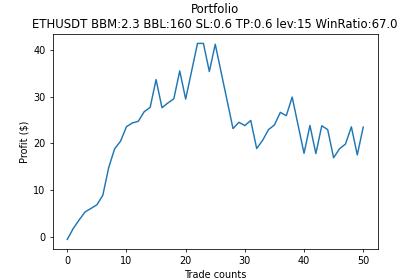 Portfolio
ETHUSDT BBM:2.3 BBL:160 SL:0.6 TP:0.6 lev:15 WinRatio:67.0
Profit ($)
40
30
20
10
0
0 10 20 30 40 50
Trade counts